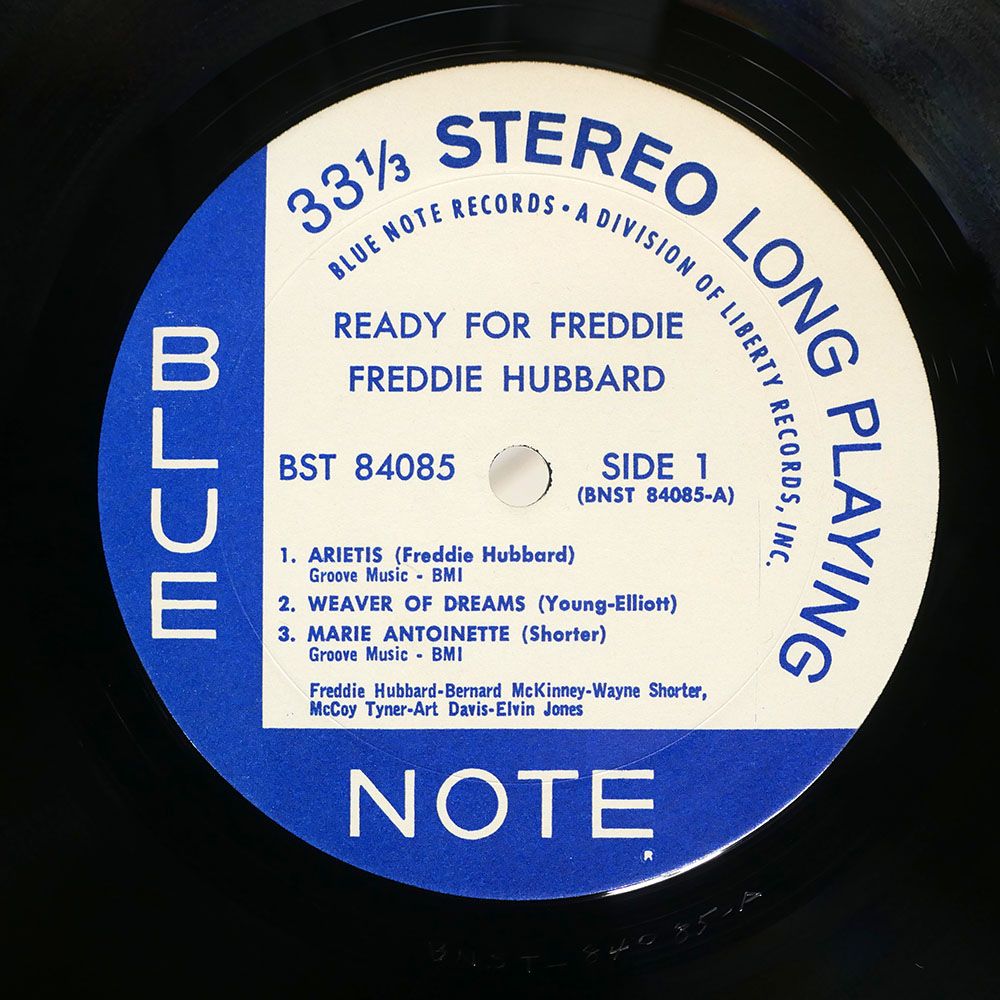 33⅓ STEREO LONG PLAYING
BLUE NOTE RECORDS • A DIVISION OF LIBERTY RECORDS, INC.
READY FOR FREDDIE
FREDDIE HUBBARD
BST 84085
SIDE 1
(BNST 84085-A)
1. ARIETIS (Freddie Hubbard)
Groove Music - BMI
2. WEAVER OF DREAMS (Young-Elliott)
3. MARIE ANTOINETTE (Shorter)
Groove Music - BMI
Freddie Hubbard-Bernard McKinney-Wayne Shorter,
McCoy Tyner-Art Davis-Elvin Jones
BLUE
NOTE
®
BNST-84085-A